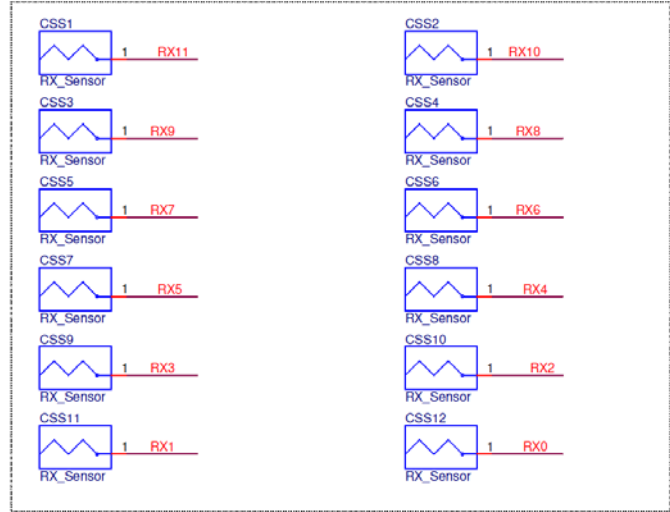 CSS1
1 RX11
RX_Sensor
CSS2
1 RX10
RX_Sensor
CSS3
1 RX9
RX_Sensor
CSS4
1 RX8
RX_Sensor
CSS5
1 RX7
RX_Sensor
CSS6
1 RX6
RX_Sensor
CSS7
1 RX5
RX_Sensor
CSS8
1 RX4
RX_Sensor
CSS9
1 RX3
RX_Sensor
CSS10
1 RX2
RX_Sensor
CSS11
1 RX1
RX_Sensor
CSS12
1 RX0
RX_Sensor